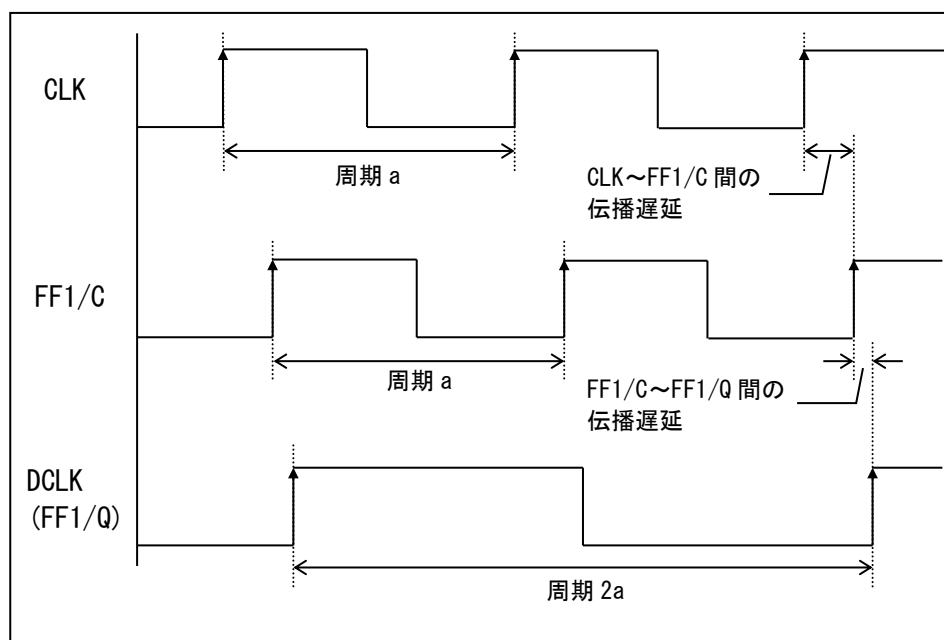 CLK
周期 a
CLK~FF1/C 間の
伝播遅延
FF1/C
周期 a
FF1/C~FF1/Q 間の
伝播遅延
DCLK
(FF1/Q)
周期 2a